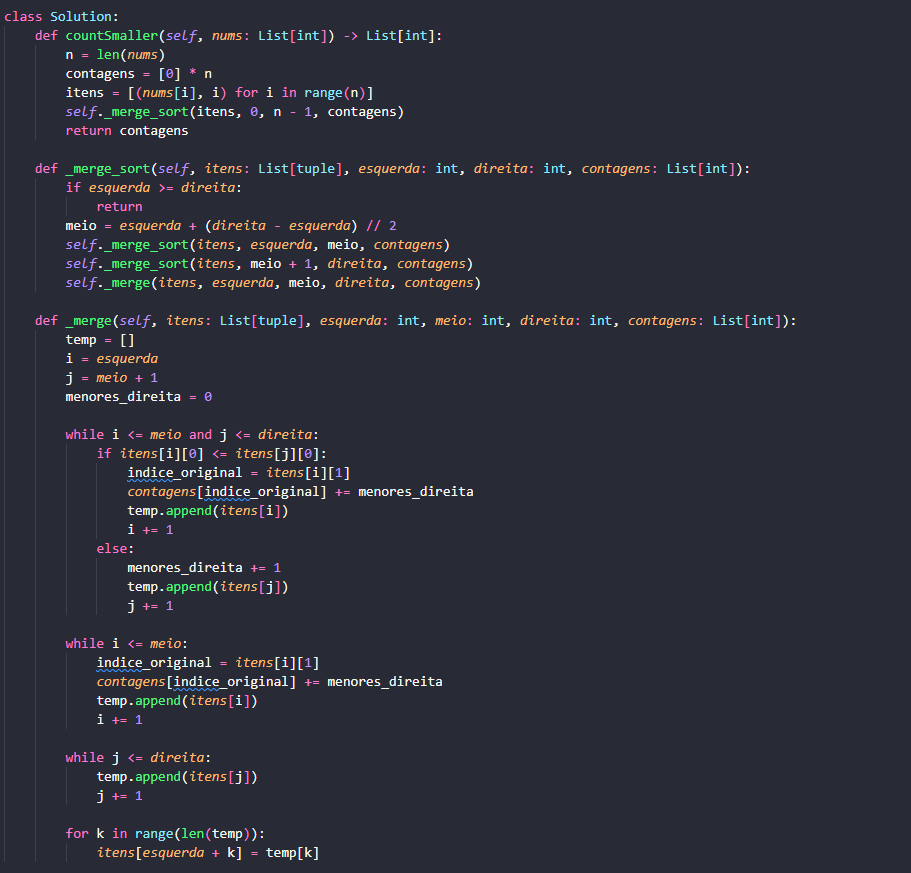 class Solution:
    def countSmaller(self, nums: List[int]) -> List[int]:
        n = len(nums)
        contagens = [0] * n
        itens = [(nums[i], i) for i in range(n)]
        self._merge_sort(itens, 0, n - 1, contagens)
        return contagens

    def _merge_sort(self, itens: List[tuple], esquerda: int, direita: int, contagens: List[int]):
        if esquerda >= direita:
            return
        meio = esquerda + (direita - esquerda) // 2
        self._merge_sort(itens, esquerda, meio, contagens)
        self._merge_sort(itens, meio + 1, direita, contagens)
        self._merge(itens, esquerda, meio, direita, contagens)

    def _merge(self, itens: List[tuple], esquerda: int, meio: int, direita: int, contagens: List[int]):
        temp = []
        i = esquerda
        j = meio + 1
        menores_direita = 0

        while i <= meio and j <= direita:
            if itens[i][0] <= itens[j][0]:
                indice_original = itens[i][1]
                contagens[indice_original] += menores_direita
                temp.append(itens[i])
                i += 1
            else:
                menores_direita += 1
                temp.append(itens[j])
                j += 1

        while i <= meio:
            indice_original = itens[i][1]
            contagens[indice_original] += menores_direita
            temp.append(itens[i])
            i += 1

        while j <= direita:
            temp.append(itens[j])
            j += 1

        for k in range(len(temp)):
            itens[esquerda + k] = temp[k]